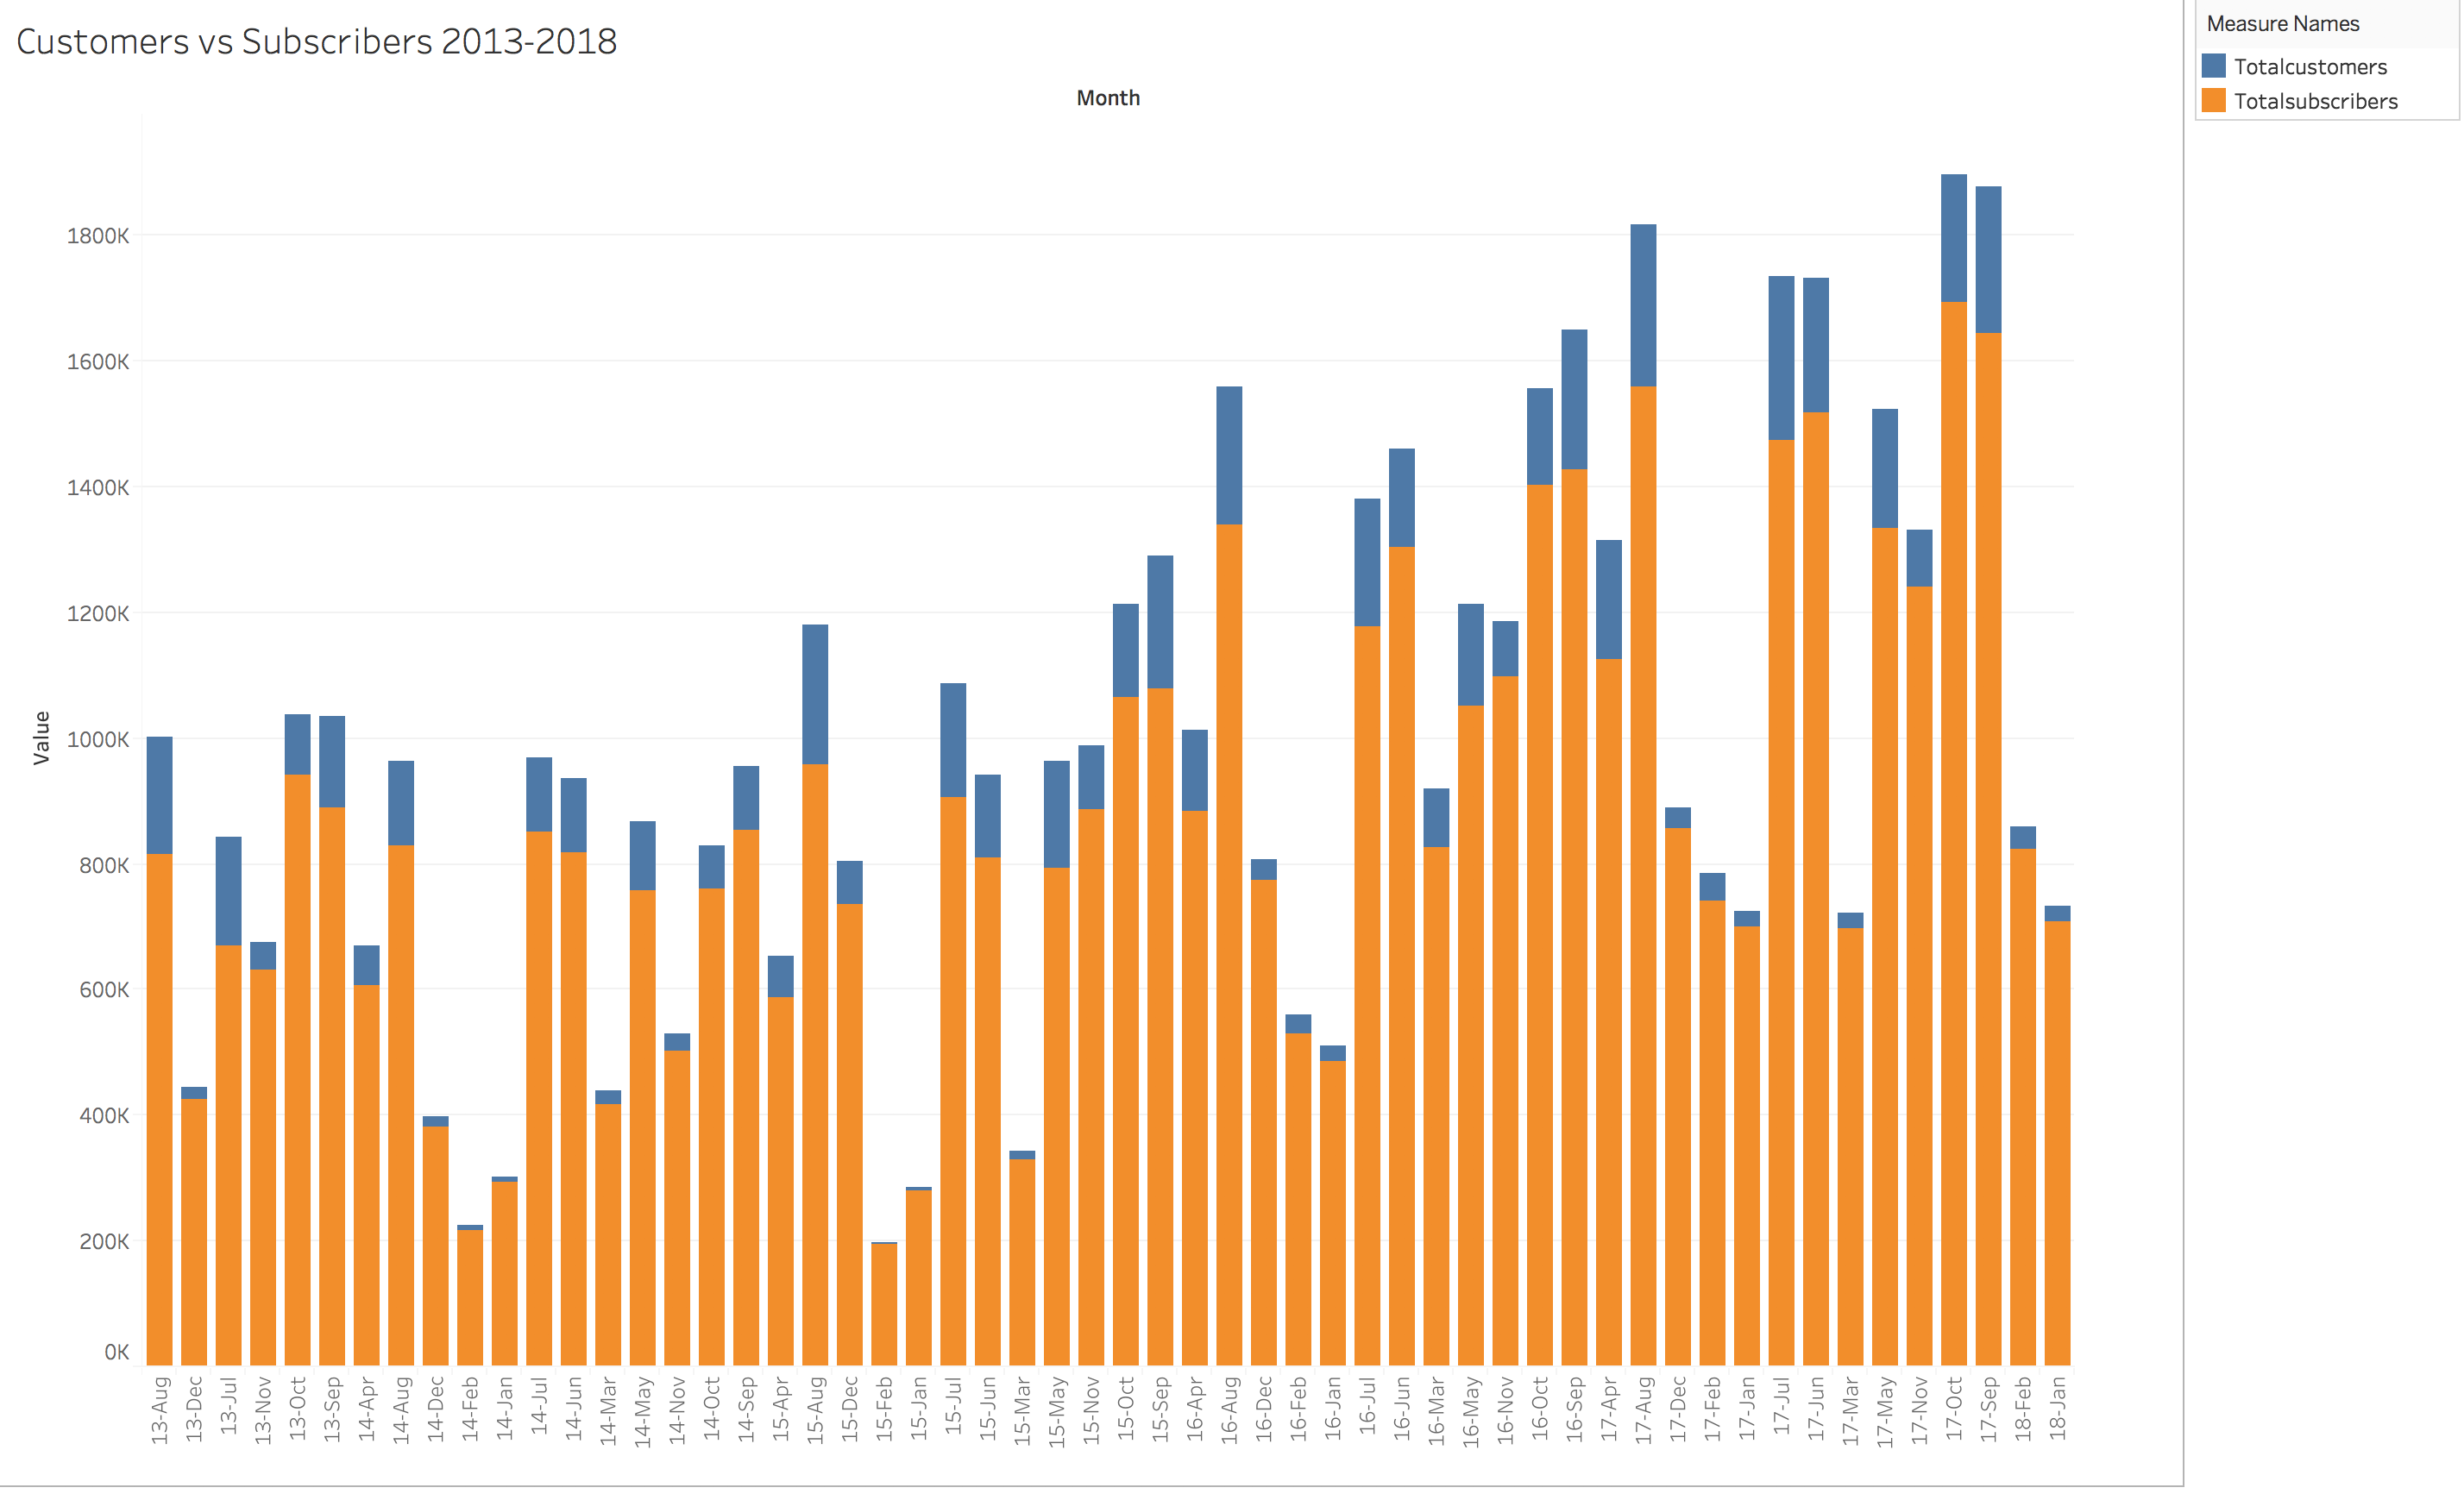 Customers vs Subscribers 2013-2018
Measure Names
Totalcustomers
Totalsubscribers
Month
Value
1800K
1600K
1400K
1200K
1000K
800K
600K
400K
200K
0K
13-Aug
13-Dec
13-Jul
13-Nov
13-Oct
13-Sep
14-Apr
14-Aug
14-Dec
14-Feb
14-Jan
14-Jul
14-Jun
14-Mar
14-May
14-Nov
14-Oct
14-Sep
15-Apr
15-Aug
15-Dec
15-Feb
15-Jan
15-Jul
15-Jun
15-Mar
15-May
15-Nov
15-Oct
15-Sep
16-Apr
16-Aug
16-Dec
16-Feb
16-Jan
16-Jul
16-Jun
16-Mar
16-May
16-Nov
16-Oct
16-Sep
17-Apr
17-Aug
17-Dec
17-Feb
17-Jan
17-Jul
17-Jun
17-Mar
17-May
17-Nov
17-Oct
17-Sep
18-Feb
18-Jan